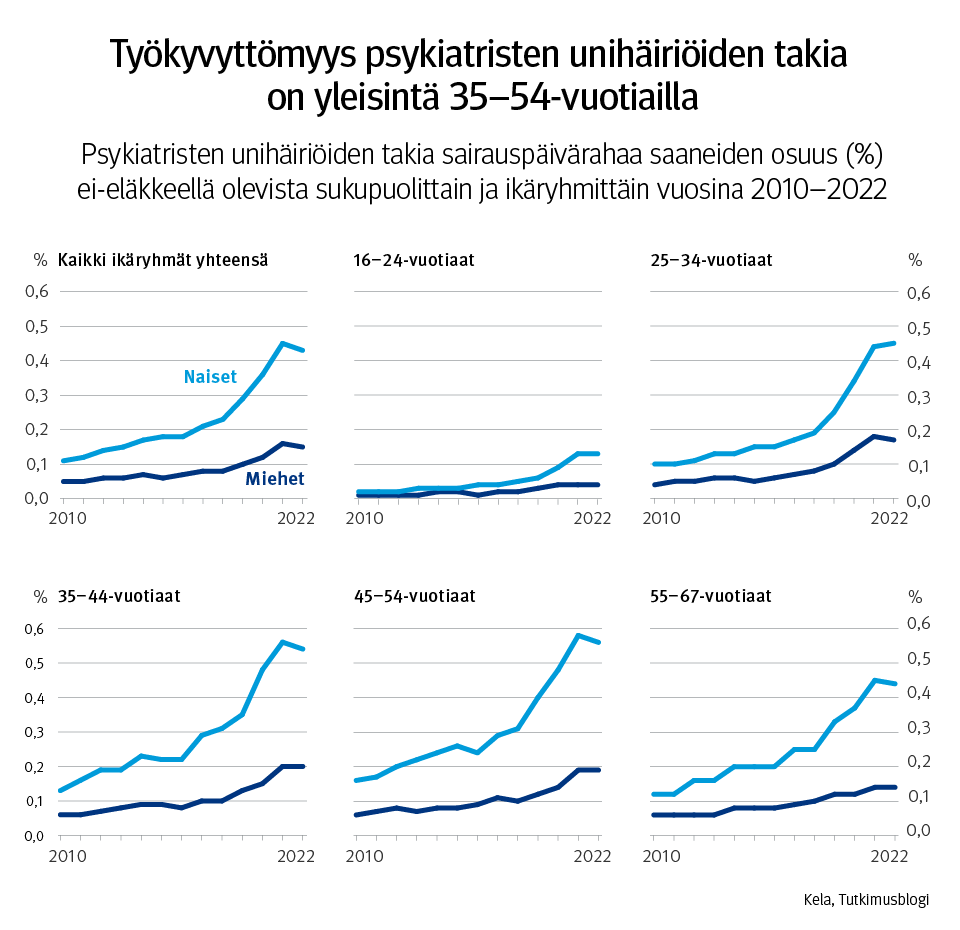 Työkyvyttömyys psykiatristen unihäiriöiden takia
on yleisintä 35–54-vuotiailla
Psykiatristen unihäiriöiden takia sairauspäivärahaa saaneiden osuus (%)
ei-eläkkeellä olevista sukupuolittain ja ikäryhmittäin vuosina 2010–2022
% Kaikki ikäryhmät yhteensä
0,6
0,5
0,4
0,3
0,2
0,1
0,0
Naiset
Miehet
2010 2022
16–24-vuotiaat
2010 2022
25–34-vuotiaat %
0,6
0,5
0,4
0,3
0,2
0,1
0,0
2010 2022
% 35–44-vuotiaat
0,6
0,5
0,4
0,3
0,2
0,1
0,0
2010 2022
45–54-vuotiaat
2010 2022
55–67-vuotiaat %
0,6
0,5
0,4
0,3
0,2
0,1
0,0
2010 2022
Kela, Tutkimusblogi